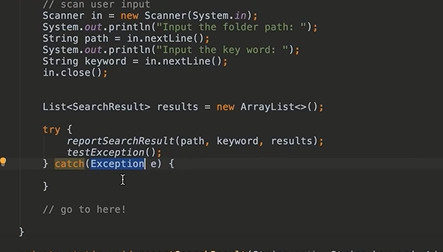 // scan user input
Scanner in = new Scanner(System.in);
System.out.println("Input the folder path: ");
String path = in.nextLine();
System.out.println("Input the key word: ");
String keyword = in.nextLine();
in.close();
List<SearchResult> results = new ArrayList<>();
try {
reportSearchResult(path, keyword, results);
testException();
} catch(Exception e) {
}
// go to here!
}